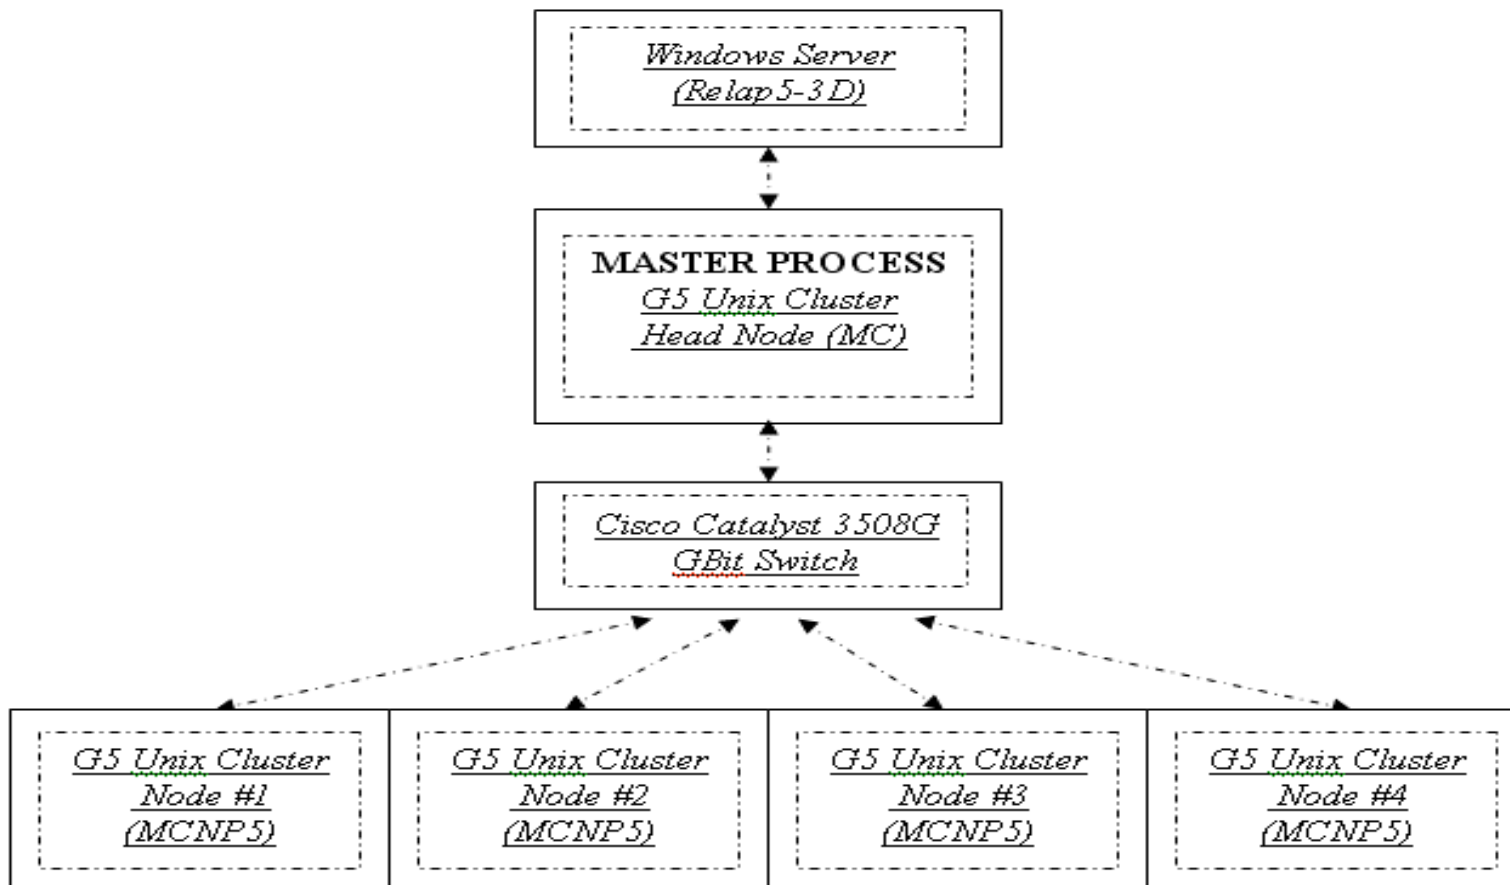 Windows Server
(Relap5-3D)
MASTER PROCESS
G5 Unix Cluster
Head Node (MC)
Cisco Catalyst 3508G
GBit Switch
G5 Unix Cluster
Node #1
(MCNP5)
G5 Unix Cluster
Node #2
(MCNP5)
G5 Unix Cluster
Node #3
(MCNP5)
G5 Unix Cluster
Node #4
(MCNP5)